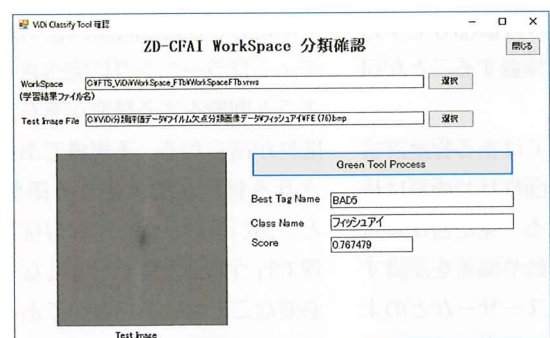 ViDi Classify Tool 確認
ZD-CFAI WorkSpace 分類確認
閉じる
WorkSpace
(学習結果ファイル名)
C:¥FTS_ViDi¥WorkSpace_FTb¥WorkSpaceFTb.vrws
選択
Test Image File
C:¥ViDi分類評価データ¥フイルム欠点分類画像データ¥フィッシュアイ¥FE (76).bmp
選択
Green Tool Process
Best Tag Name
BAD5
Class Name
フィッシュアイ
Score
0.767479
Test Image